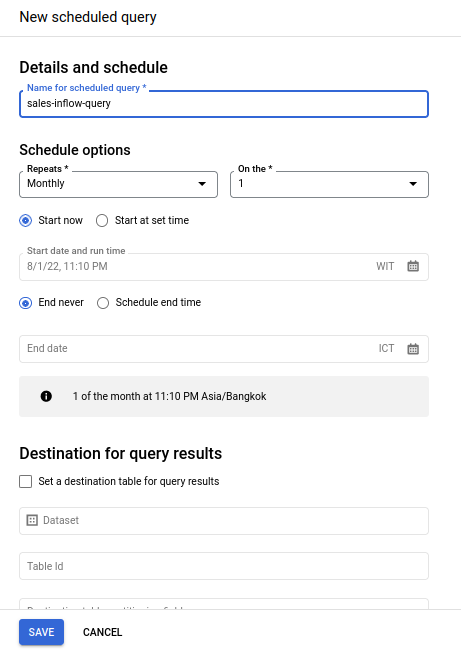 New scheduled query
Details and schedule
Name for scheduled query *
sales-inflow-query
Schedule options
Repeats * On the *
Monthly 1
Start now Start at set time
Start date and run time
8/1/22, 11:10 PM WIT
End never Schedule end time
End date ICT
1 of the month at 11:10 PM Asia/Bangkok
Destination for query results
Set a destination table for query results
Dataset
Table Id
SAVE CANCEL